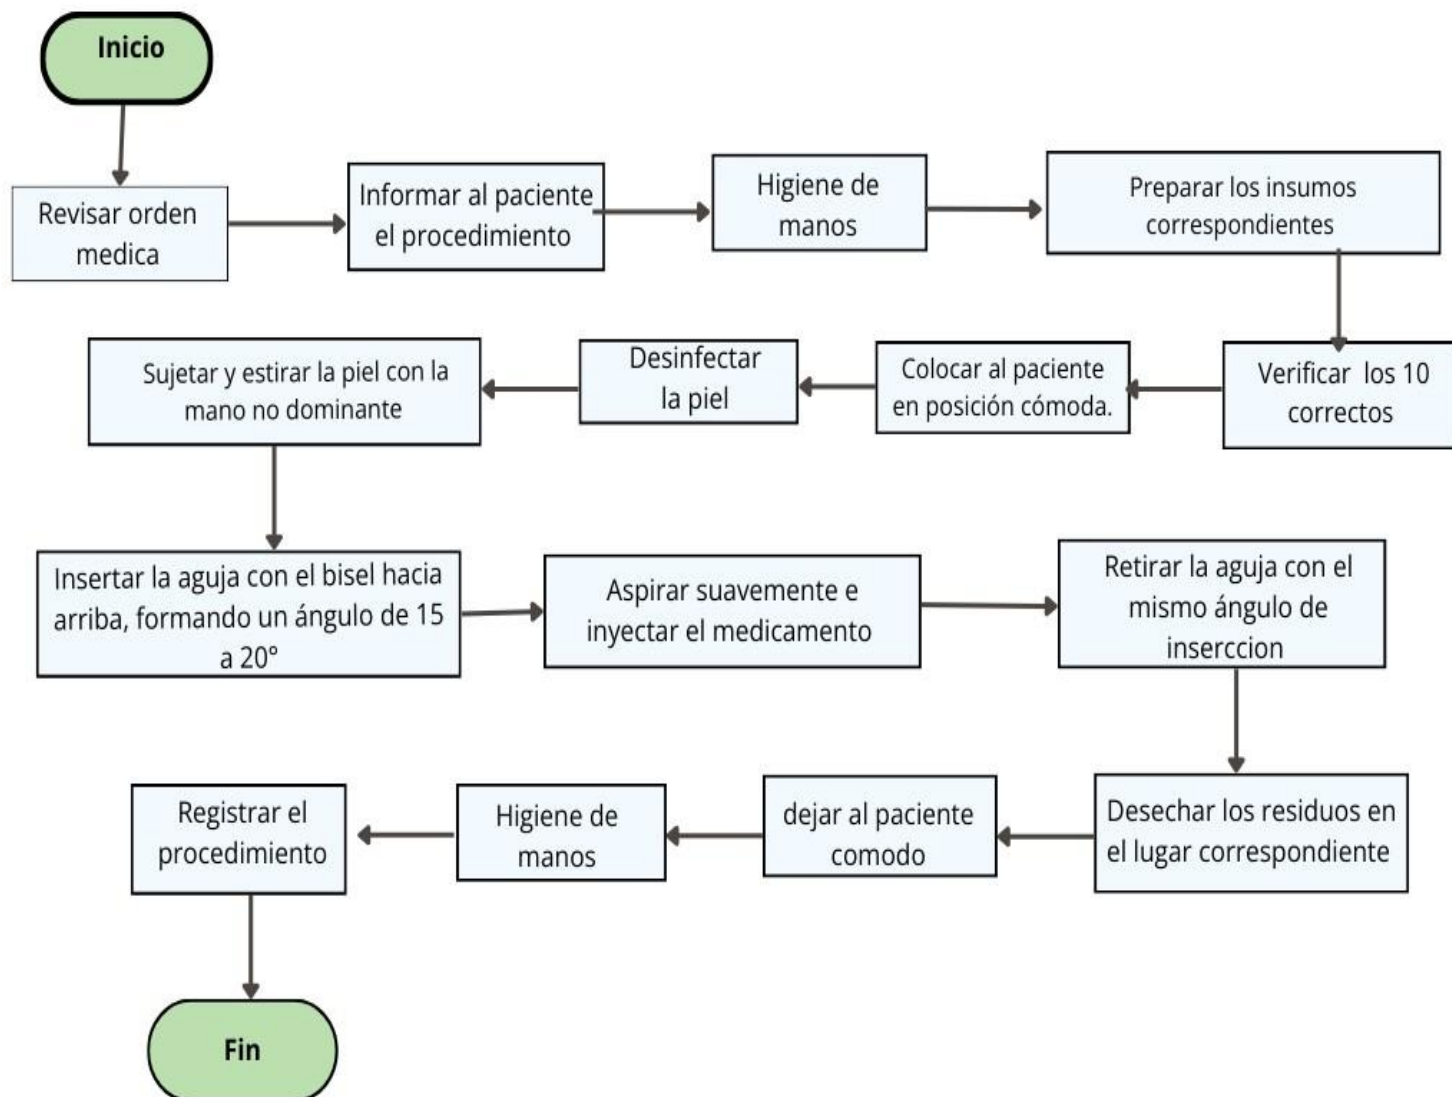 Inicio
Revisar orden
medica
Informar al paciente
el procedimiento
Higiene de
manos
Preparar los insumos
correspondientes
Verificar los 10
correctos
Colocar al paciente
en posición cómoda.
Desinfectar
la piel
Sujetar y estirar la piel con la
mano no dominante
Insertar la aguja con el bisel hacia
arriba, formando un ángulo de 15
a 20°
Aspirar suavemente e
inyectar el medicamento
Retirar la aguja con el
mismo ángulo de
inserccion
Desechar los residuos en
el lugar correspondiente
dejar al paciente
comodo
Higiene de
manos
Registrar el
procedimiento
Fin